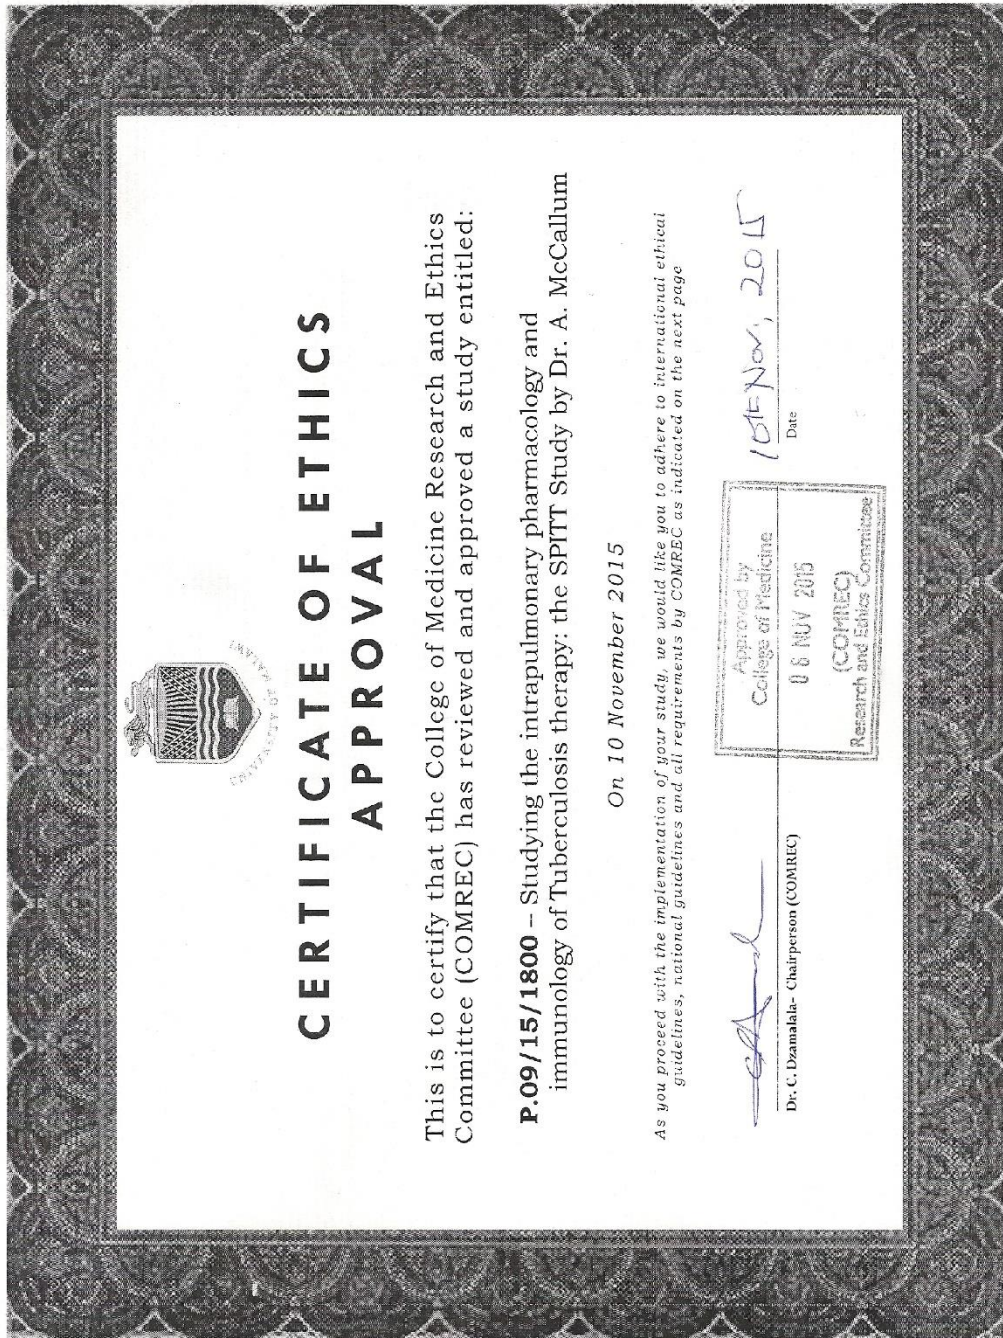 UNIVERSITY OF MALAWI
CERTIFICATE OF ETHICS
APPROVAL
This is to certify that the College of Medicine Research and Ethics
Committee (COMREC) has reviewed and approved a study entitled:
P.09/15/1800 – Studying the intrapulmonary pharmacology and
immunology of Tuberculosis therapy: the SPITT Study by Dr. A. McCallum
On 10 November 2015
As you proceed with the implementation of your study, we would like you to adhere to international ethical
guidelines, national guidelines and all requirements by COMREC as indicated on the next page
Approved by
College of Medicine
06 NOV 2015
(COMREC)
Research and Ethics Committee
Dr. C. Dzamalala- Chairperson (COMREC)
10th Nov, 2015
Date